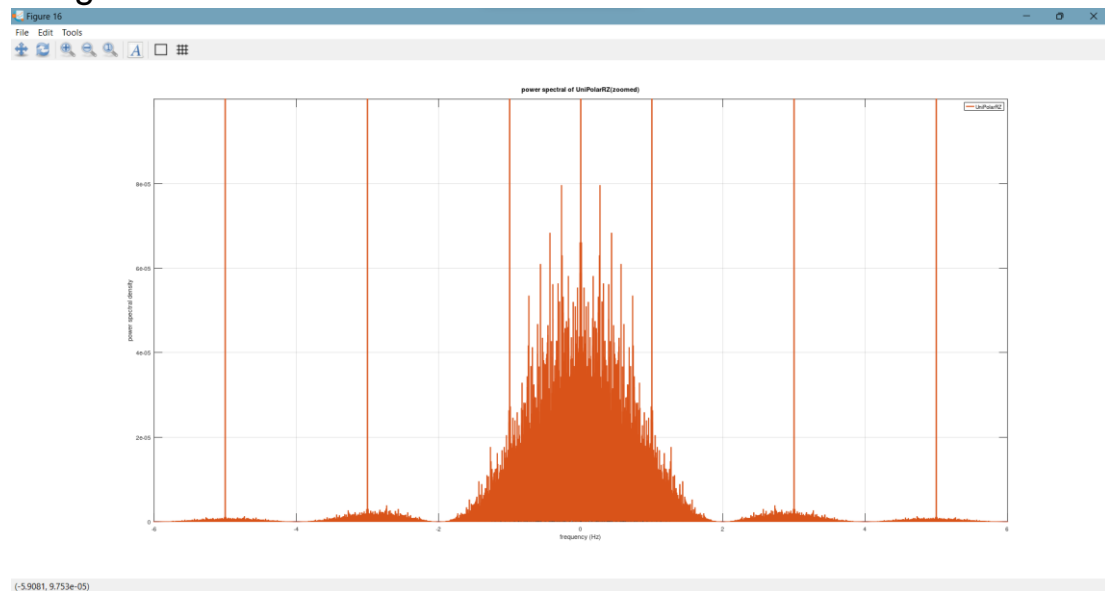 Figure 16
File Edit Tools
A
power spectral of UniPolarRZ(zoomed)
UniPolarRZ
8e-05
6e-05
power spectral density
4e-05
2e-05
0
-6 -4 -2 0 2 4 6
frequency (Hz)
(-5.9081, 9.753e-05)